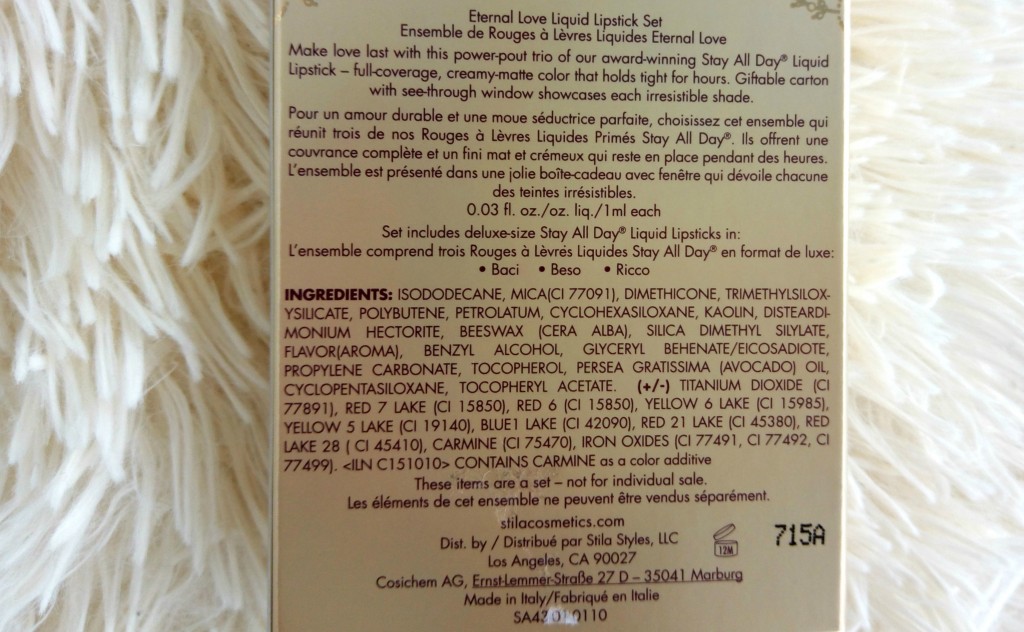 Eternal Love Liquid Lipstick Set
Ensemble de Rouges à Lèvres Liquides Eternal Love
Make love last with this power-pout trio of our award-winning Stay All Day® Liquid
Lipstick – full-coverage, creamy-matte color that holds tight for hours. Giftable carton
with see-through window showcases each irresistible shade.
Pour un amour durable et une moue séductrice parfaite, choisissez cet ensemble qui
réunit trois de nos Rouges à Lèvres Liquides Primés Stay All Day®. Ils offrent une
couvrance complète et un fini mat et crémeux qui reste en place pendant des heures.
L'ensemble est présenté dans une jolie boîte-cadeau avec fenêtre qui dévoile chacune
des teintes irrésistibles.
0.03 fl. oz./oz. liq./1ml each
Set includes deluxe-size Stay All Day® Liquid Lipsticks in:
L'ensemble comprend trois Rouges à Lèvres Liquides Stay All Day® en format de luxe:
• Baci • Beso • Ricco
INGREDIENTS: ISODODECANE, MICA(CI 77091), DIMETHICONE, TRIMETHYLSILOX-
YSILICATE, POLYBUTENE, PETROLATUM, CYCLOHEXASILOXANE, KAOLIN, DISTEARDI-
MONIUM HECTORITE, BEESWAX (CERA ALBA), SILICA DIMETHYL SILYLATE,
FLAVOR(AROMA), BENZYL ALCOHOL, GLYCERYL BEHENATE/EICOSADIOTE,
PROPYLENE CARBONATE, TOCOPHEROL, PERSEA GRATISSIMA (AVOCADO) OIL,
CYCLOPENTASILOXANE, TOCOPHERYL ACETATE. (+/-) TITANIUM DIOXIDE (CI
77891), RED 7 LAKE (CI 15850), RED 6 (CI 15850), YELLOW 6 LAKE (CI 15985),
YELLOW 5 LAKE (CI 19140), BLUE1 LAKE (CI 42090), RED 21 LAKE (CI 45380), RED
LAKE 28 ( CI 45410), CARMINE (CI 75470), IRON OXIDES (CI 77491, CI 77492, CI
77499). <ILN C151010> CONTAINS CARMINE as a color additive
These items are a set – not for individual sale.
Les éléments de cet ensemble ne peuvent être vendus séparément.
stilacosmetics.com
Dist. by / Distribué par Stila Styles, LLC
Los Angeles, CA 90027
Cosichem AG, Ernst-Lemmer-Straße 27 D – 35041 Marburg
Made in Italy/Fabriqué en Italie
12M
715A